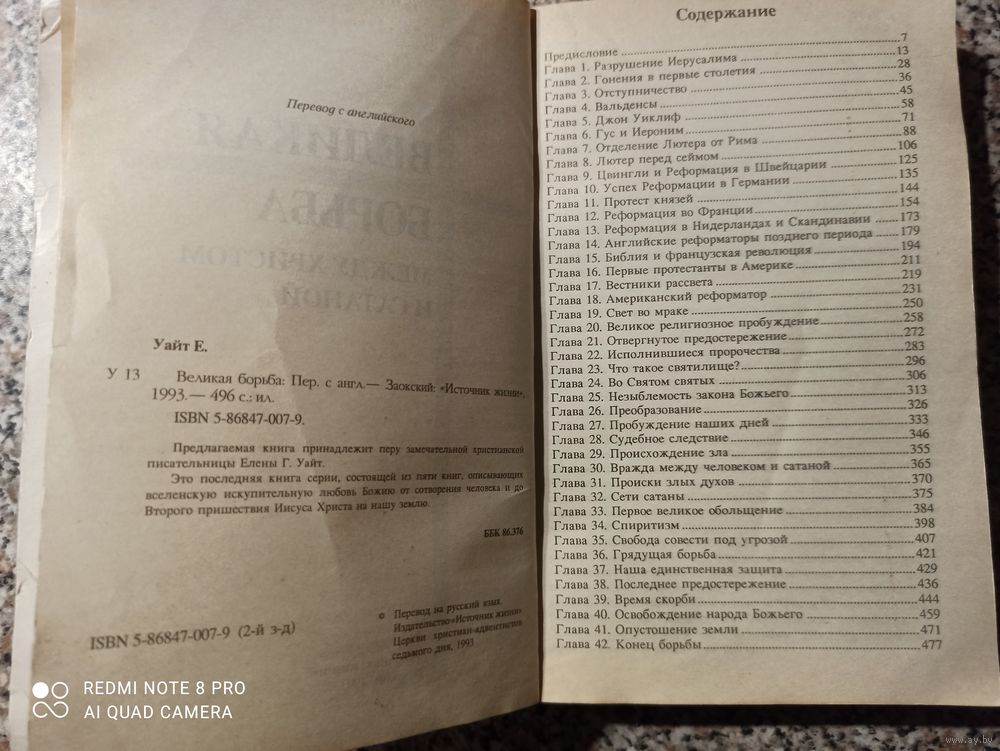 Перевод с английского
Уайт Е.
У 13 Великая борьба: Пер. с англ.— Заокский: «Источник жизни»,
1993.— 496 с.: ил.
ISBN 5-86847-007-9.
Предлагаемая книга принадлежит перу замечательной христианской
писательницы Елены Г. Уайт.
Это последняя книга серии, состоящей из пяти книг, описывающих
вселенскую искупительную любовь Божию от сотворения человека и до
Второго пришествия Иисуса Христа на нашу землю.
ББК 86.376
© Перевод на русский язык.
Издательство «Источник жизни»
Церкви христиан-адвентистов
седьмого дня, 1993
ISBN 5-86847-007-9 (2-й з-д)
REDMI NOTE 8 PRO
AI QUAD CAMERA
Содержание
Предисловие 7
Глава 1. Разрушение Иерусалима 13
Глава 2. Гонения в первые столетия 28
Глава 3. Отступничество 36
Глава 4. Вальденсы 45
Глава 5. Джон Уиклиф 58
Глава 6. Гус и Иероним 71
Глава 7. Отделение Лютера от Рима 88
Глава 8. Лютер перед сеймом 106
Глава 9. Цвингли и Реформация в Швейцарии 125
Глава 10. Успех Реформации в Германии 135
Глава 11. Протест князей 144
Глава 12. Реформация во Франции 154
Глава 13. Реформация в Нидерландах и Скандинавии 173
Глава 14. Английские реформаторы позднего периода 179
Глава 15. Библия и французская революция 194
Глава 16. Первые протестанты в Америке 211
Глава 17. Вестники рассвета 219
Глава 18. Американский реформатор 231
Глава 19. Свет во мраке 250
Глава 20. Великое религиозное пробуждение 258
Глава 21. Отвергнутое предостережение 272
Глава 22. Исполнившиеся пророчества 283
Глава 23. Что такое святилище? 296
Глава 24. Во Святом святых 306
Глава 25. Незыблемость закона Божьего 313
Глава 26. Преобразование 326
Глава 27. Пробуждение наших дней 333
Глава 28. Судебное следствие 346
Глава 29. Происхождение зла 355
Глава 30. Вражда между человеком и сатаной 365
Глава 31. Происки злых духов 370
Глава 32. Сети сатаны 375
Глава 33. Первое великое обольщение 384
Глава 34. Спиритизм 398
Глава 35. Свобода совести под угрозой 407
Глава 36. Грядущая борьба 421
Глава 37. Наша единственная защита 429
Глава 38. Последнее предостережение 436
Глава 39. Время скорби 444
Глава 40. Освобождение народа Божьего 459
Глава 41. Опустошение земли 471
Глава 42. Конец борьбы 477
www.ay.by